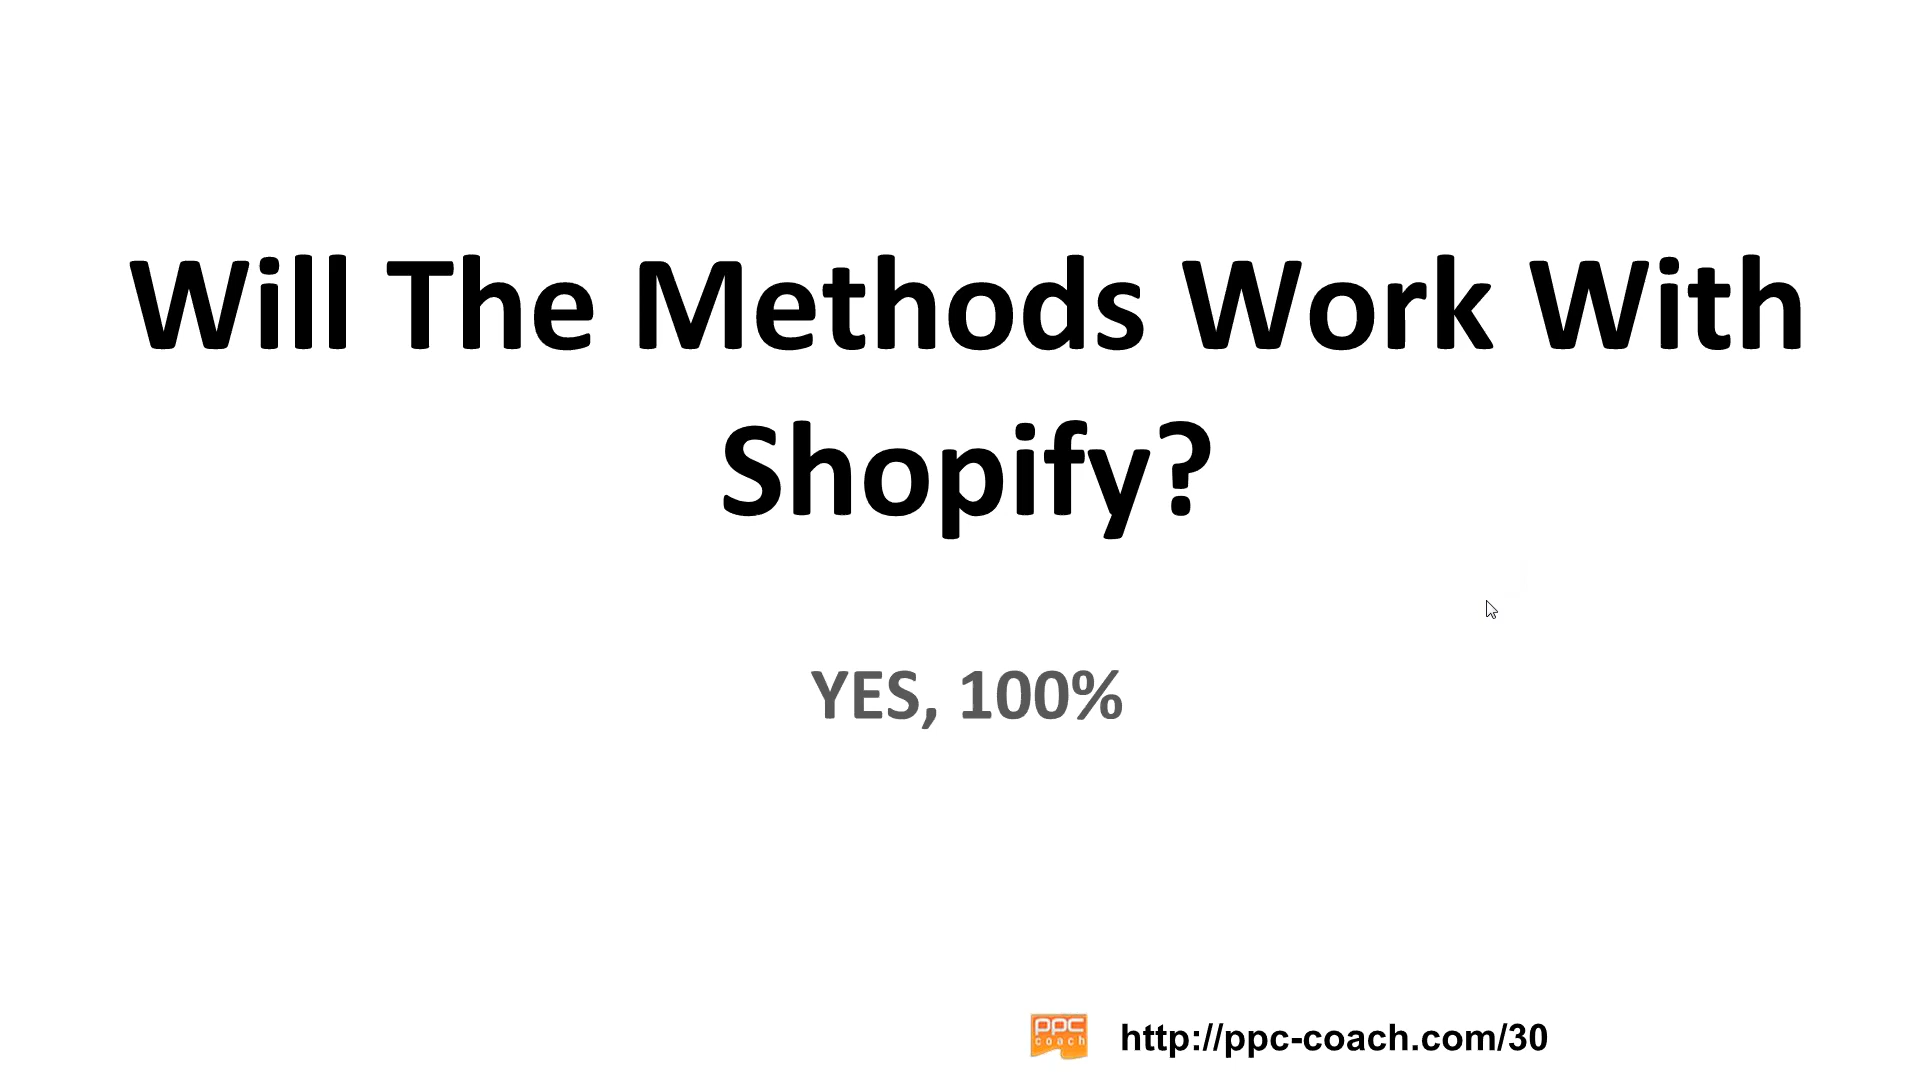 Will The Methods Work With
Shopify?
YES, 100%
ppc
coach
http://ppc-coach.com/30